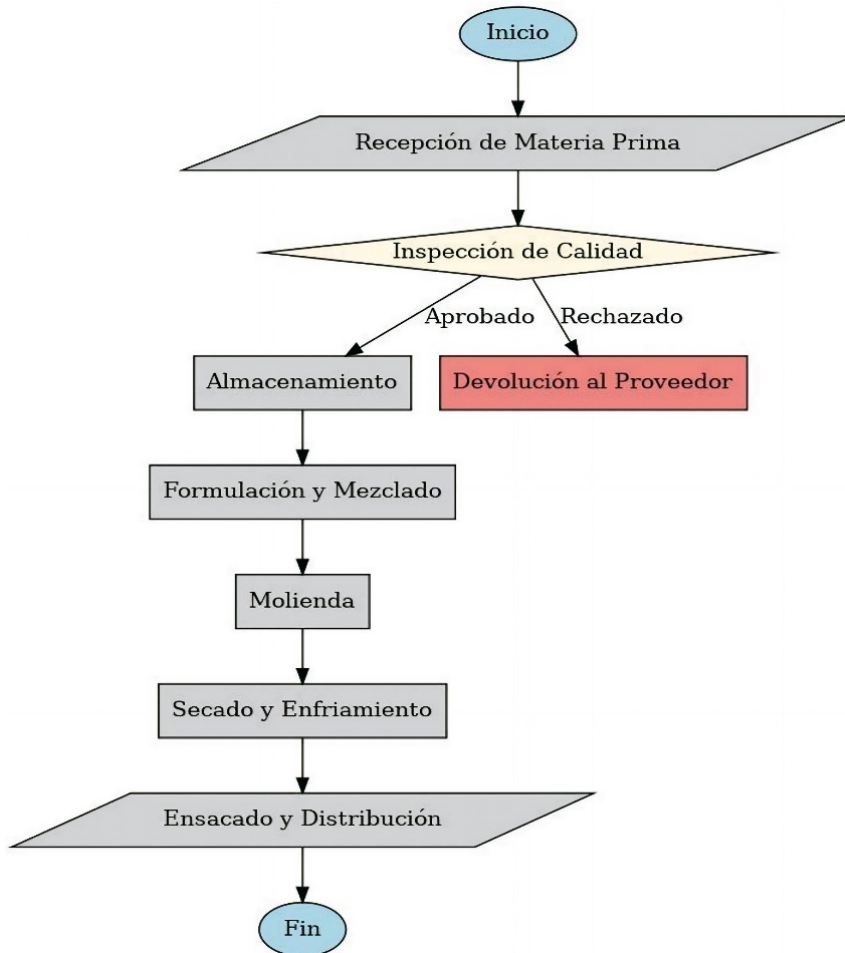 Inicio
Recepción de Materia Prima
Inspección de Calidad
Aprobado
Rechazado
Almacenamiento
Devolución al Proveedor
Formulación y Mezclado
Molienda
Secado y Enfriamiento
Ensacado y Distribución
Fin